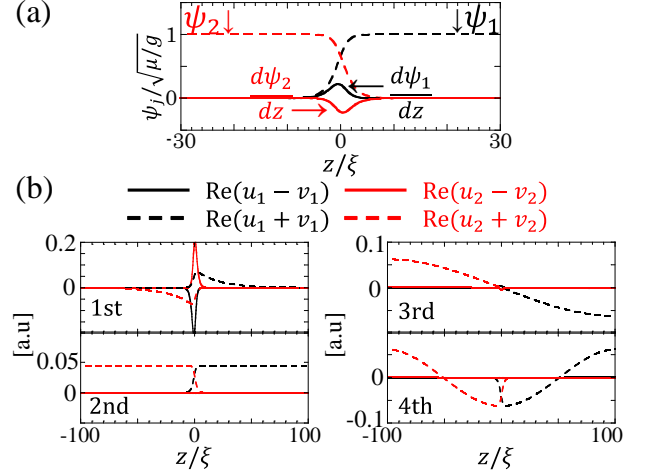 (a)
ψ₂↓ ↓ψ₁
ψⱼ/√μ/g
1
0
dψ₂/dz → ← dψ₁/dz
-30 0 30
z/ξ
(b)
Re(u₁ − v₁) Re(u₂ − v₂)
Re(u₁ + v₁) Re(u₂ + v₂)
[a.u]
0.2
0
1st
0.05
0
2nd
-100 0 100
z/ξ
[a.u]
0.1
0
3rd
0
-0.1
4th
-100 0 100
z/ξ